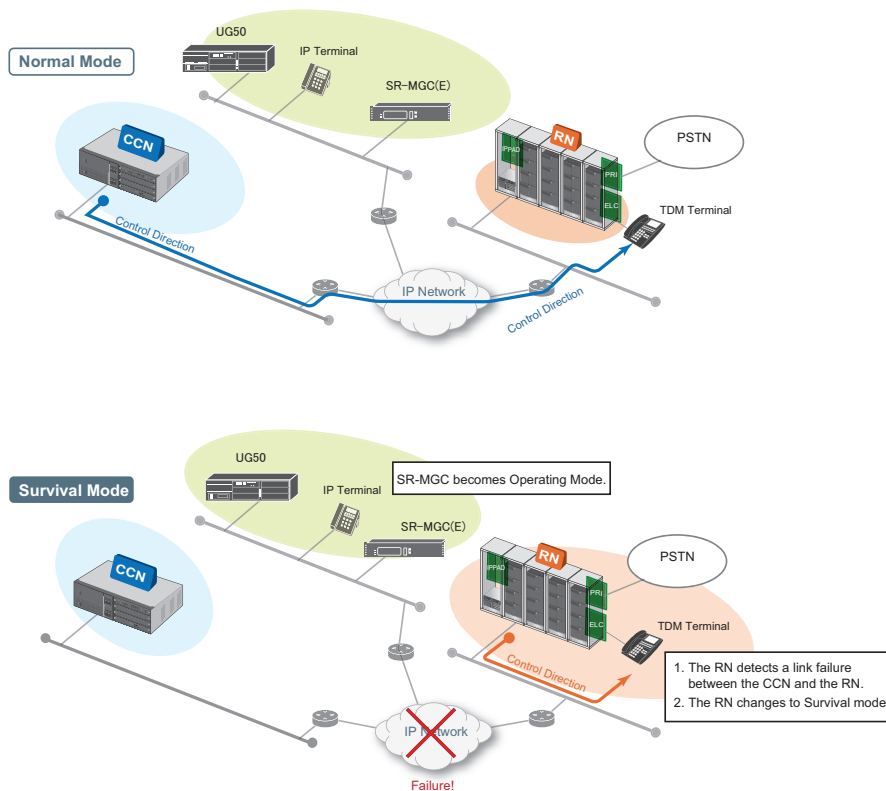 Normal Mode
UG50
IP Terminal
SR-MGC(E)
CCN
RN
IPPAD
PRI
ELC
PSTN
TDM Terminal
Control Direction
IP Network
Control Direction
Survival Mode
UG50
IP Terminal
SR-MGC(E)
SR-MGC becomes Operating Mode.
CCN
RN
IPPAD
PRI
ELC
PSTN
TDM Terminal
Control Direction
1. The RN detects a link failure
between the CCN and the RN.
2. The RN changes to Survival mode
IP Network
Failure!